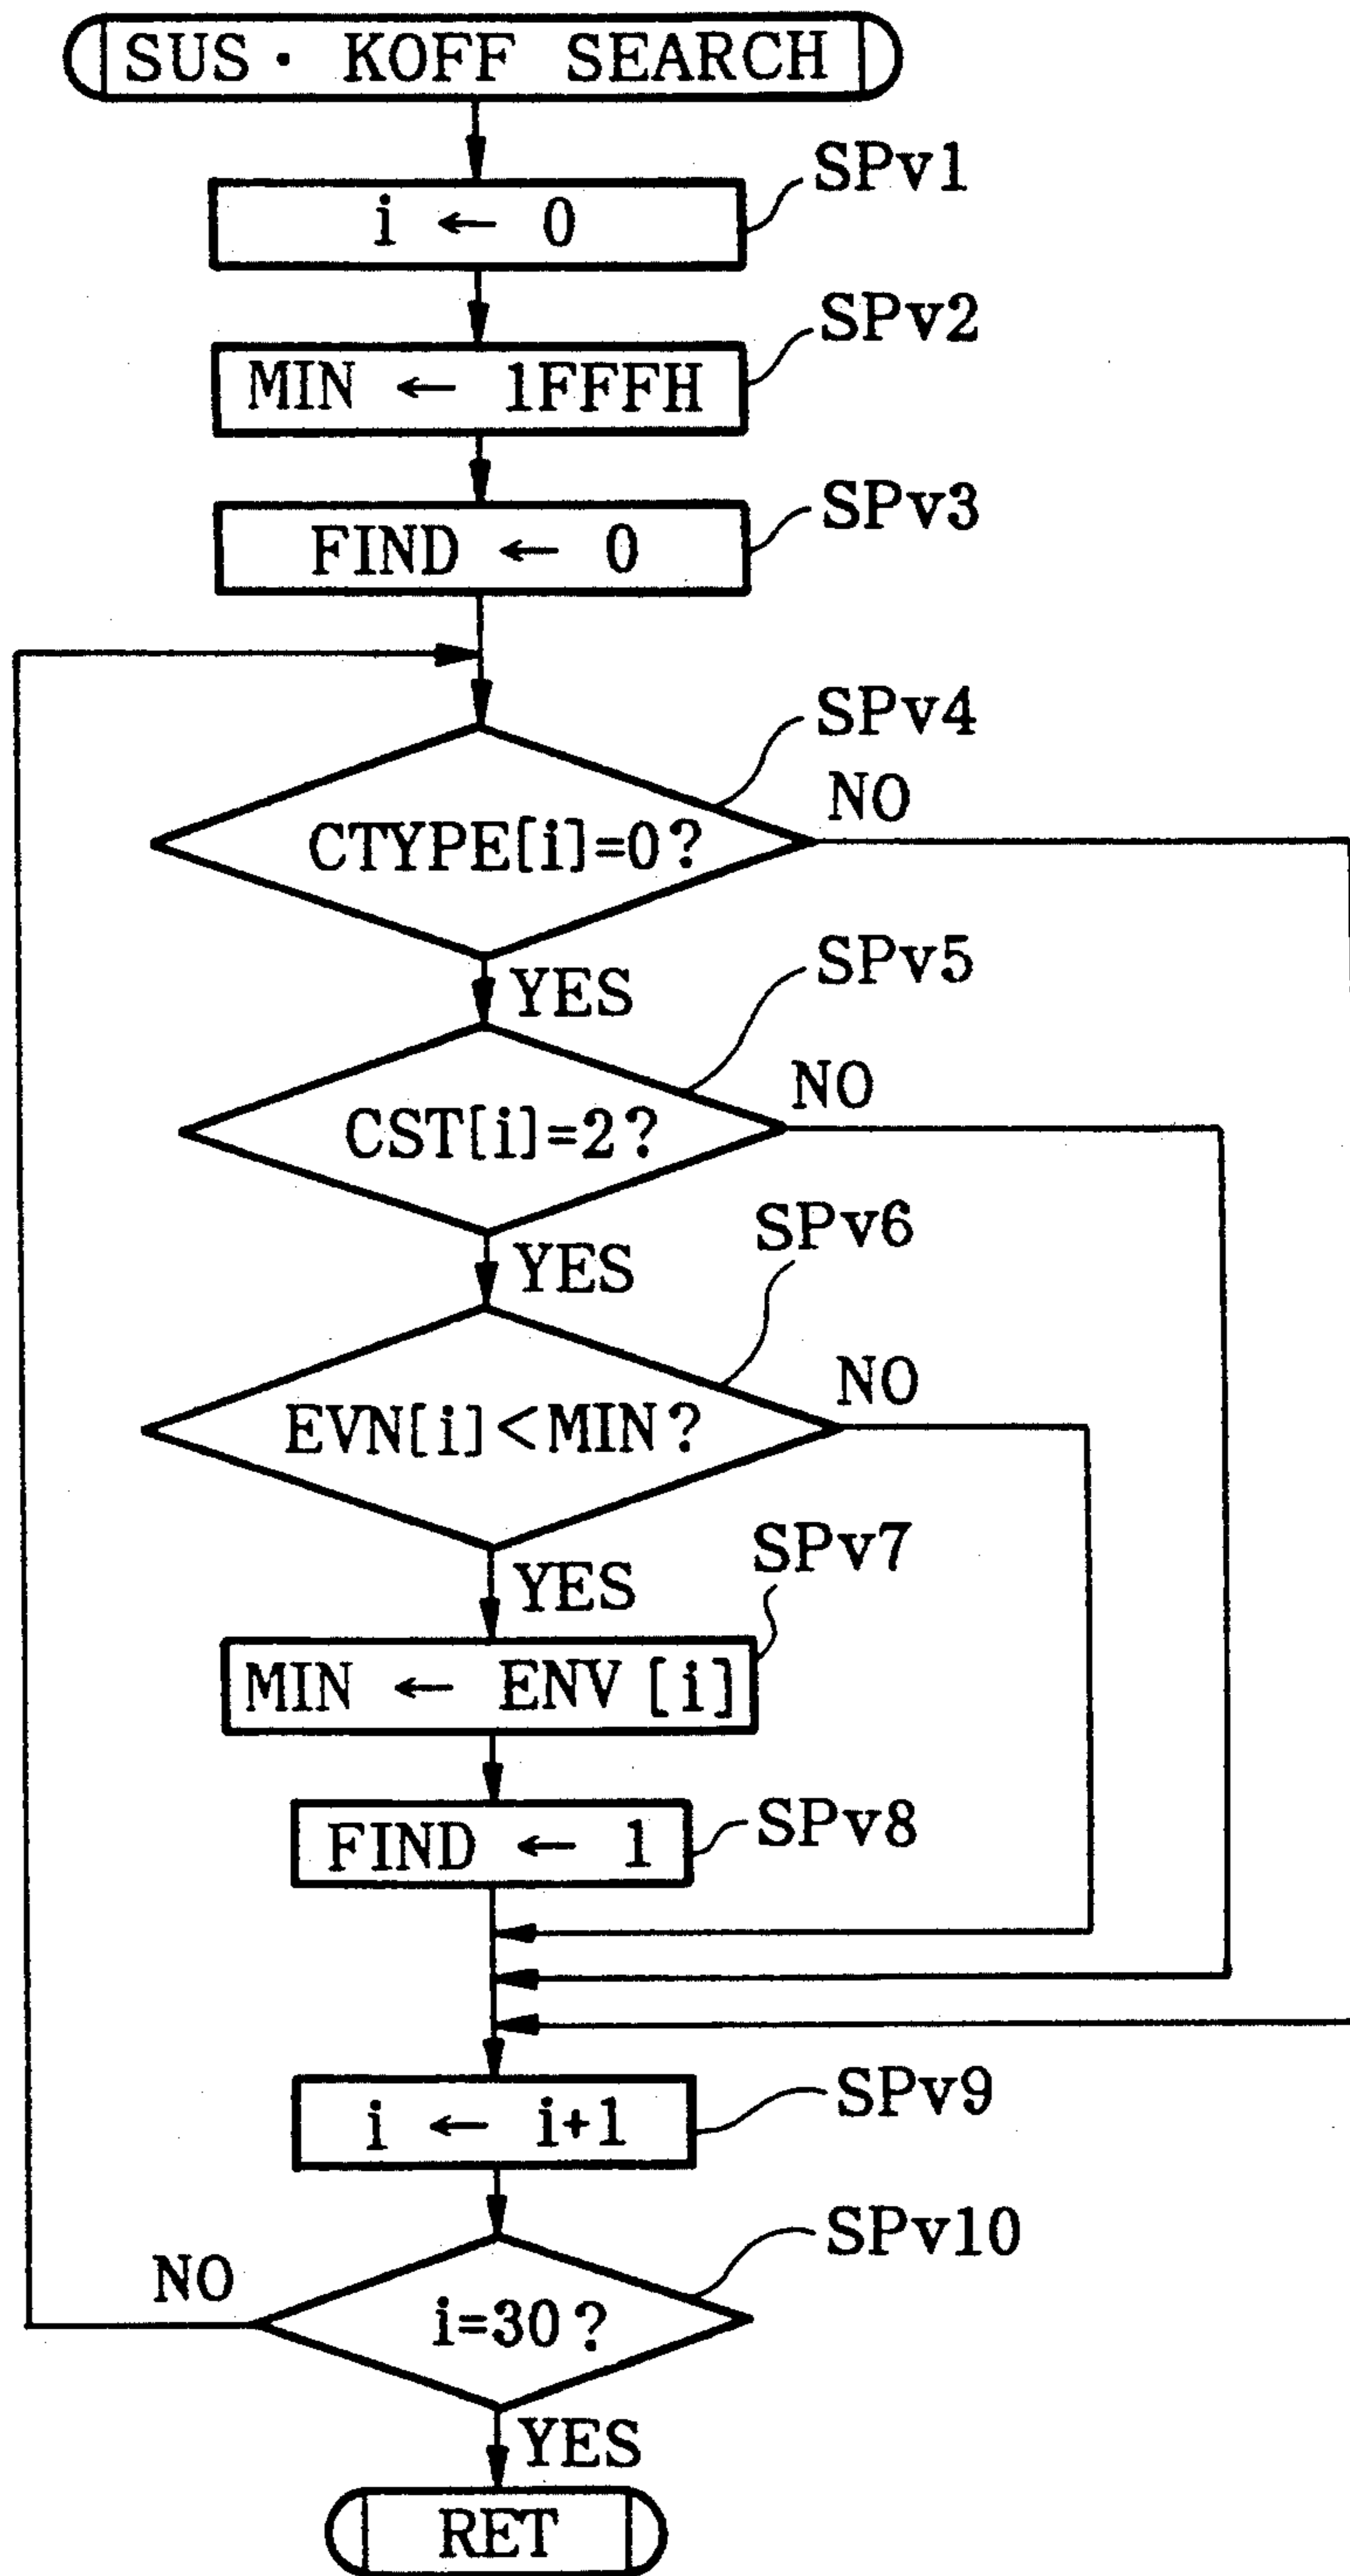 SUS · KOFF SEARCH
SPv1
i ← 0
SPv2
MIN ← 1FFFH
SPv3
FIND ← 0
SPv4
NO
CTYPE[i]=0?
YES
SPv5
NO
CST[i]=2?
YES
SPv6
NO
EVN[i]<MIN?
YES
SPv7
MIN ← ENV [i]
SPv8
FIND ← 1
SPv9
i ← i+1
SPv10
NO
i=30?
YES
RET